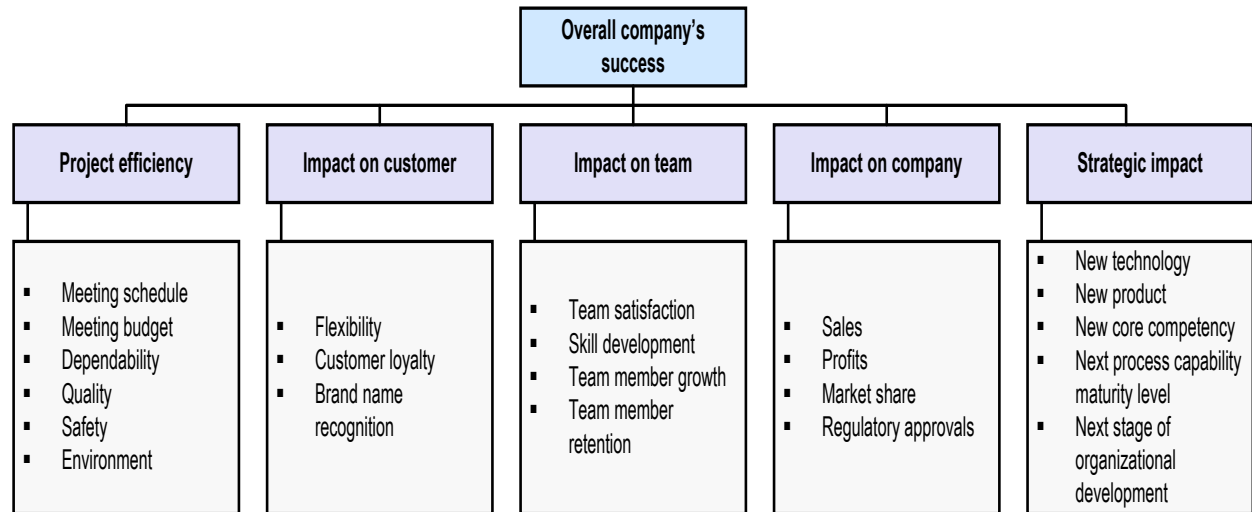 Overall company’s
success
Project efficiency
Impact on customer
Impact on team
Impact on company
Strategic impact
▪ Meeting schedule
▪ Meeting budget
▪ Dependability
▪ Quality
▪ Safety
▪ Environment
▪ Flexibility
▪ Customer loyalty
▪ Brand name
recognition
▪ Team satisfaction
▪ Skill development
▪ Team member growth
▪ Team member
retention
▪ Sales
▪ Profits
▪ Market share
▪ Regulatory approvals
▪ New technology
▪ New product
▪ New core competency
▪ Next process capability
maturity level
▪ Next stage of
organizational
development